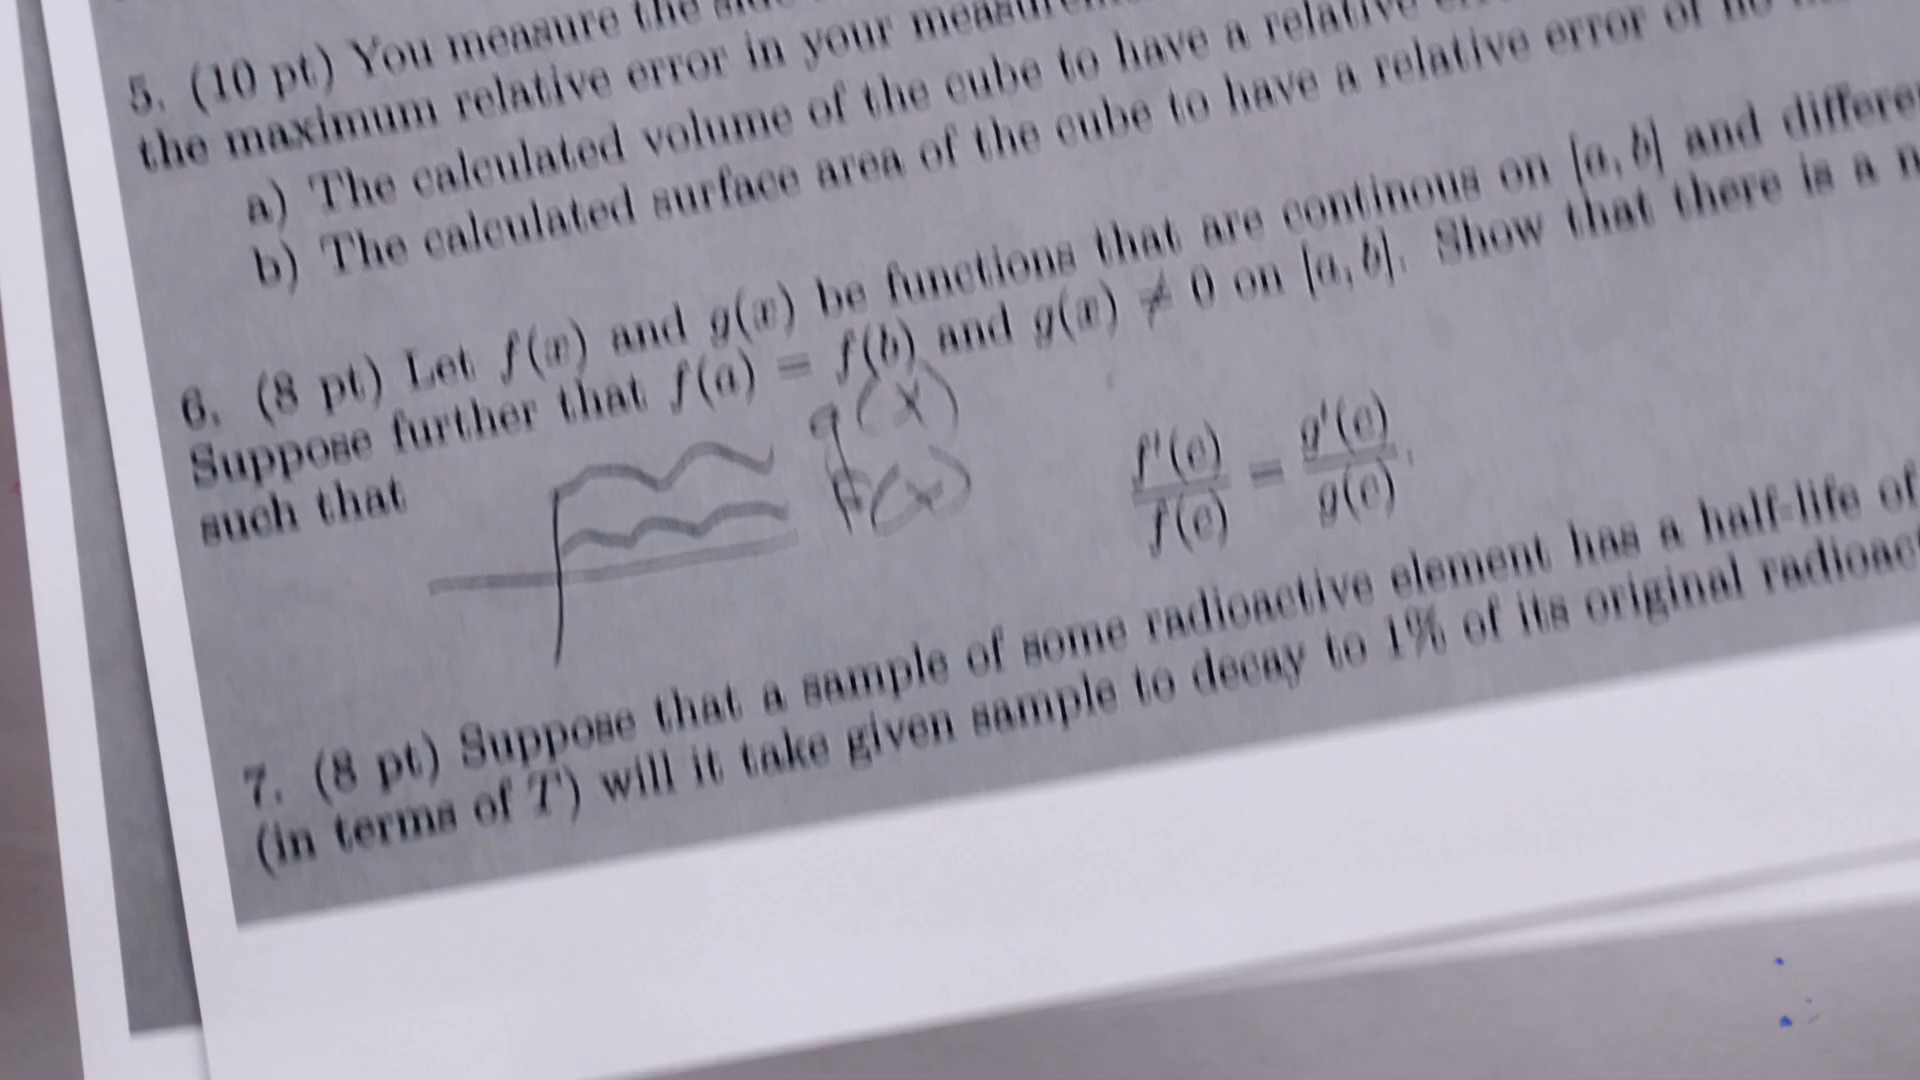 5. (10 pt) You measure the
the maximum relative error in your
a) The calculated volume of the cube to have a relative
b) The calculated surface area of the cube to have a relative error of no
6. (8 pt) Let f(x) and g(x) be functions that are continous on [a, b] and
Suppose further that f(a) = f(b) and g(x) ≠ 0 on [a, b]. Show that there is a
such that
g(x)
f(x)
f'(c)/f(c) = g'(c)/g(c).
7. (8 pt) Suppose that a sample of some radioactive element has a half-life of
(in terms of T) will it take given sample to decay to 1% of its original